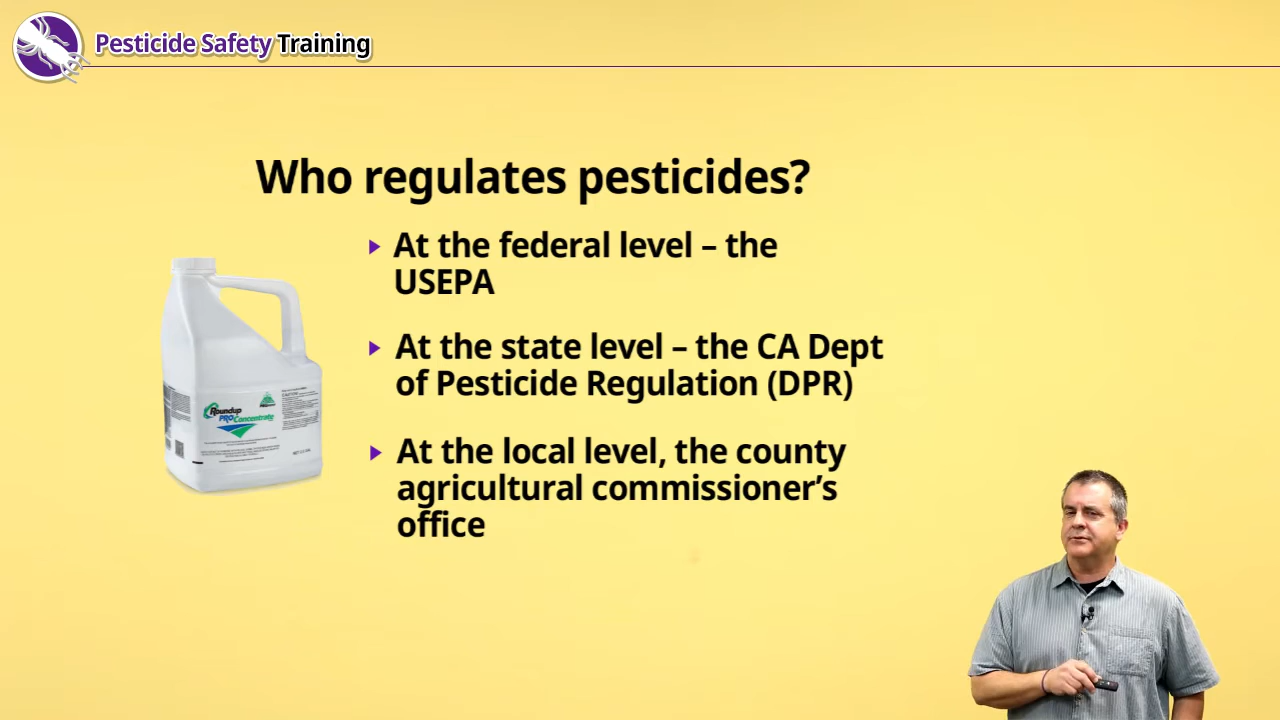 Pesticide Safety Training
Who regulates pesticides?
At the federal level – the
USEPA
At the state level – the CA Dept
of Pesticide Regulation (DPR)
At the local level, the county
agricultural commissioner’s
office
Roundup
PRO Concentrate